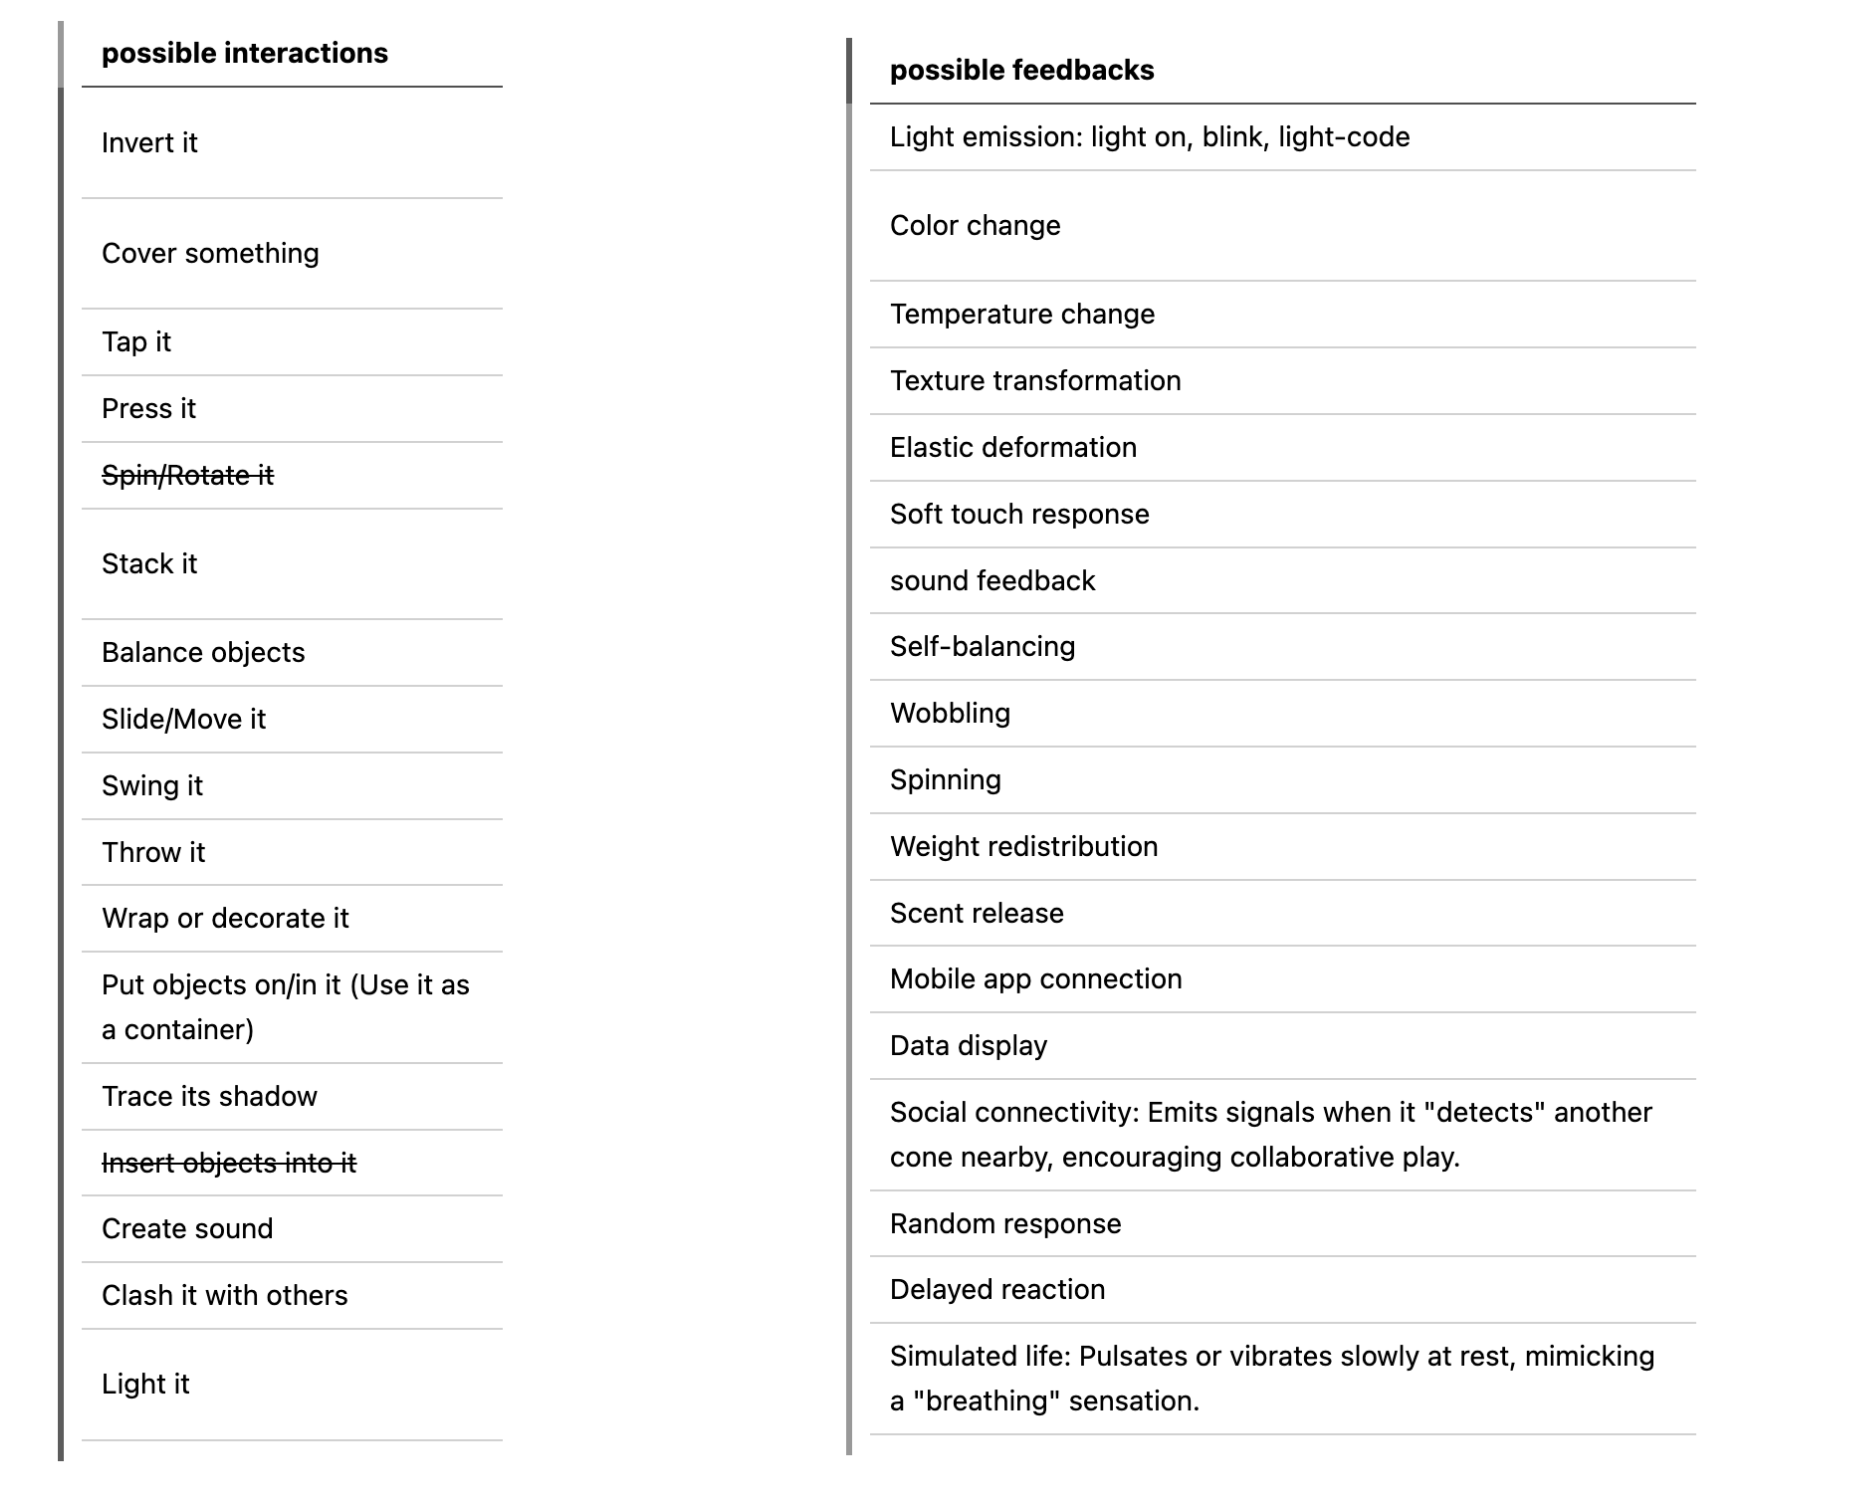 possible interactions
Invert it
Cover something
Tap it
Press it
Spin/Rotate it
Stack it
Balance objects
Slide/Move it
Swing it
Throw it
Wrap or decorate it
Put objects on/in it (Use it as
a container)
Trace its shadow
Insert objects into it
Create sound
Clash it with others
Light it
possible feedbacks
Light emission: light on, blink, light-code
Color change
Temperature change
Texture transformation
Elastic deformation
Soft touch response
sound feedback
Self-balancing
Wobbling
Spinning
Weight redistribution
Scent release
Mobile app connection
Data display
Social connectivity: Emits signals when it "detects" another
cone nearby, encouraging collaborative play.
Random response
Delayed reaction
Simulated life: Pulsates or vibrates slowly at rest, mimicking
a "breathing" sensation.